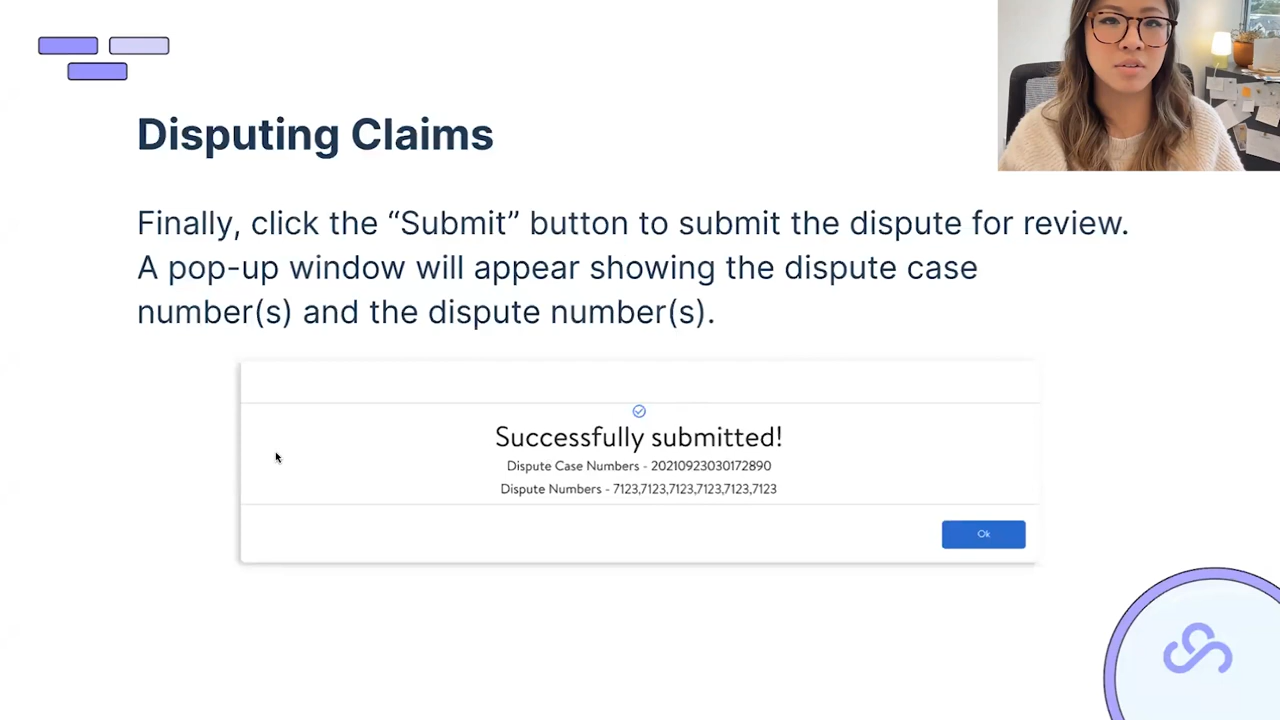 Disputing Claims
Finally, click the “Submit” button to submit the dispute for review.
A pop-up window will appear showing the dispute case
number(s) and the dispute number(s).
Successfully submitted!
Dispute Case Numbers - 20210923030172890
Dispute Numbers - 7123,7123,7123,7123,7123,7123
Ok